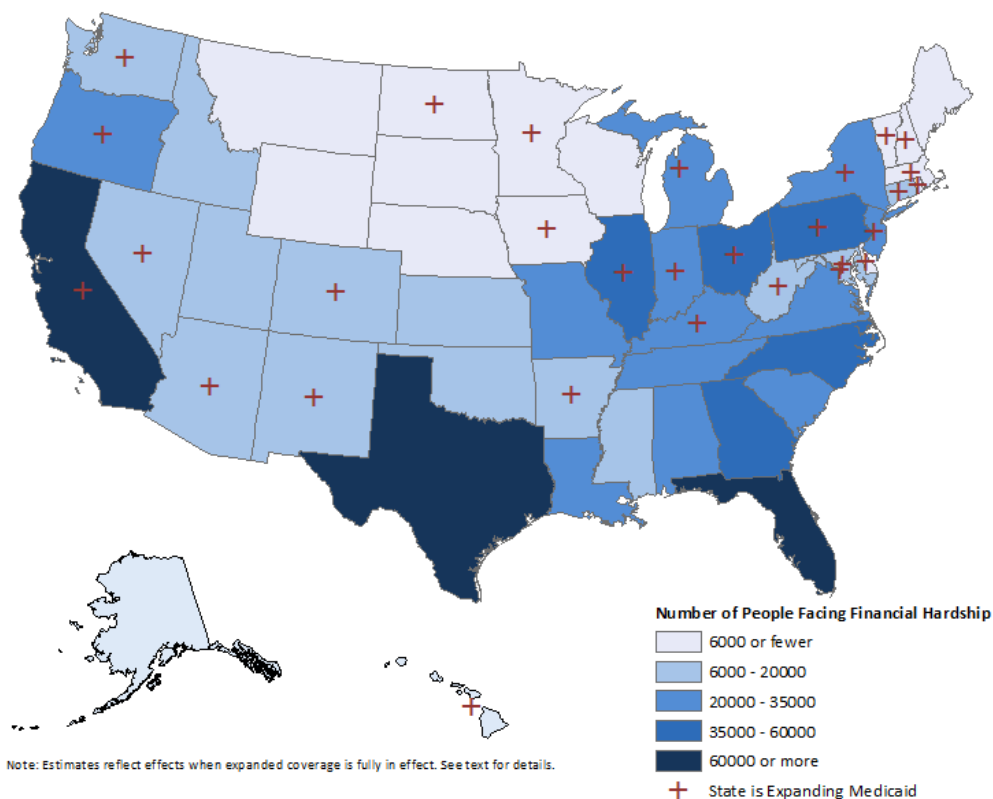 Number of People Facing Financial Hardship
6000 or fewer
6000 - 20000
20000 - 35000
35000 - 60000
60000 or more
State is Expanding Medicaid
Note: Estimates reflect effects when expanded coverage is fully in effect. See text for details.